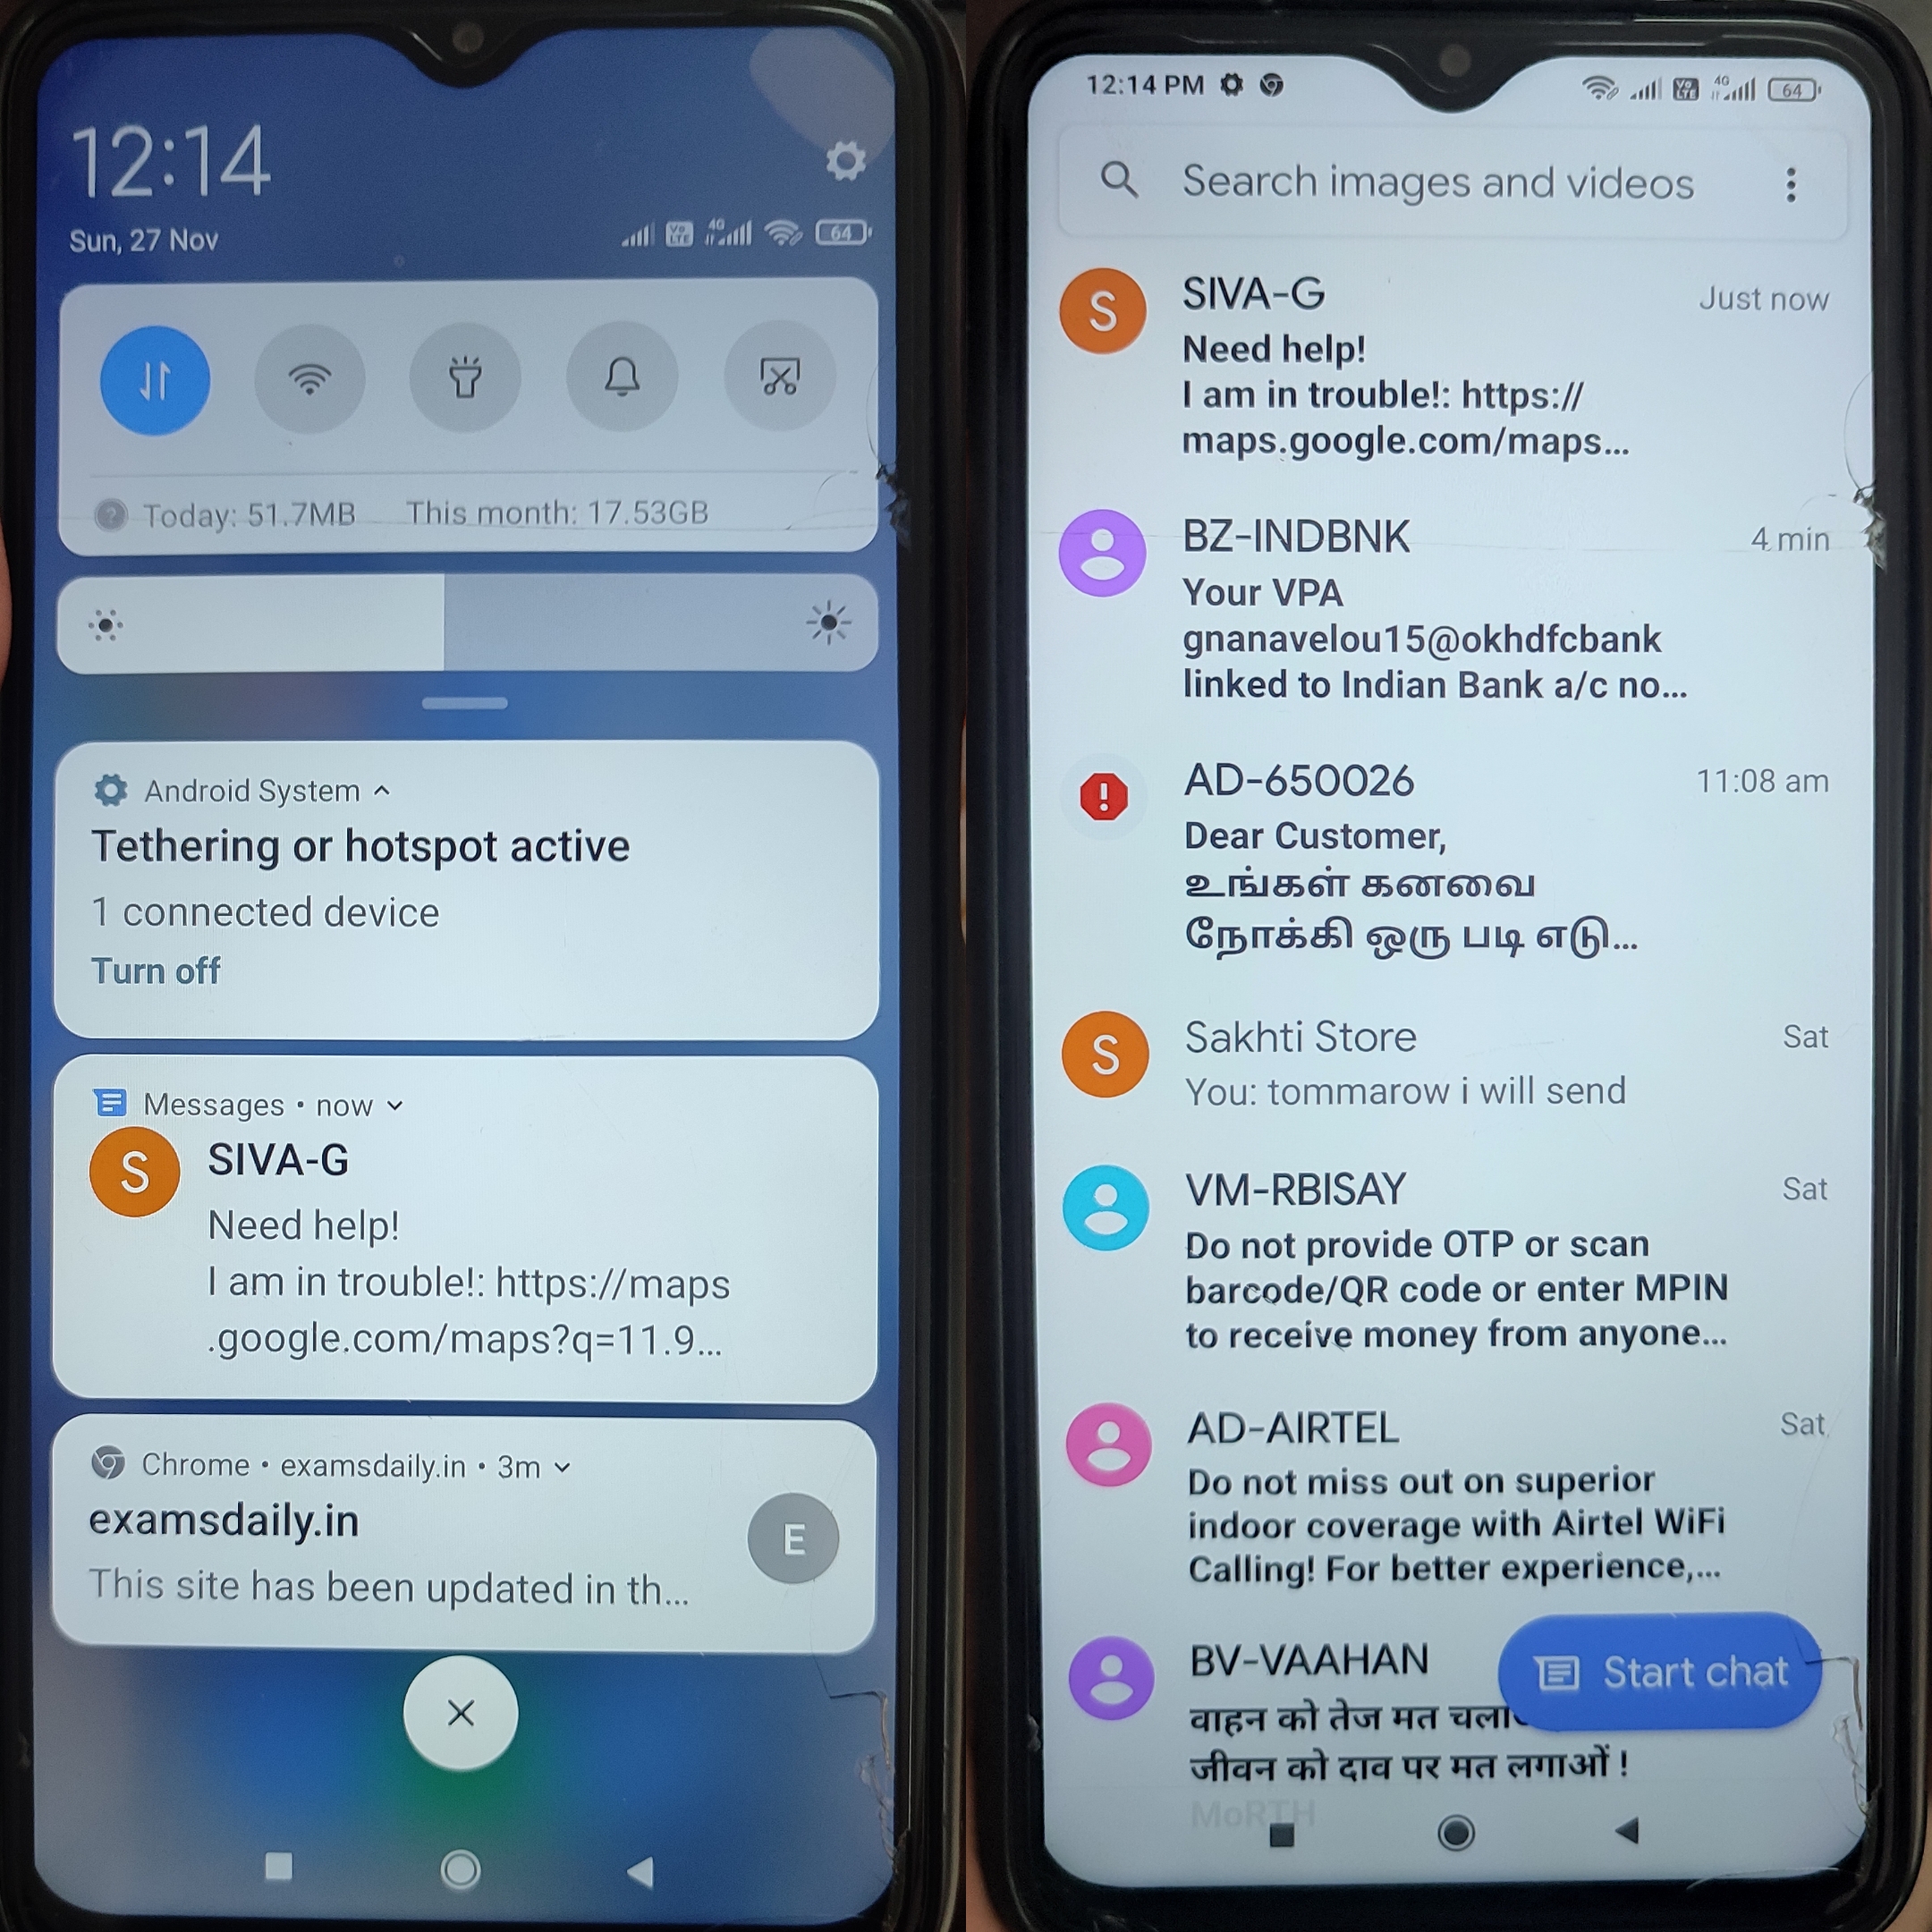 12:14
Sun, 27 Nov
Vo LTE 4G 64
Today: 51.7MB This month: 17.53GB
Android System
Tethering or hotspot active
1 connected device
Turn off
Messages • now
S
SIVA-G
Need help!
I am in trouble!: https://maps
.google.com/maps?q=11.9...
Chrome • examsdaily.in • 3m
examsdaily.in
E
This site has been updated in th...
12:14 PM Vo LTE 4G 64
Search images and videos
S
SIVA-G Just now
Need help!
I am in trouble!: https://
maps.google.com/maps...
BZ-INDBNK 4 min
Your VPA
gnanavelou15@okhdfcbank
linked to Indian Bank a/c no...
AD-650026 11:08 am
Dear Customer,
உங்கள் கனவை
நோக்கி ஒரு படி எடு...
S
Sakhti Store Sat
You: tommarow i will send
VM-RBISAY Sat
Do not provide OTP or scan
barcode/QR code or enter MPIN
to receive money from anyone...
AD-AIRTEL Sat
Do not miss out on superior
indoor coverage with Airtel WiFi
Calling! For better experience,...
BV-VAAHAN
Start chat
वाहन को तेज मत
जीवन को दाव पर मत लगाओं !
MoRTH